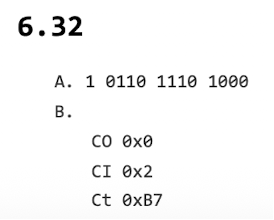 6.32
A. 1 0110 1110 1000
B.
CO 0x0
CI 0x2
Ct 0xB7